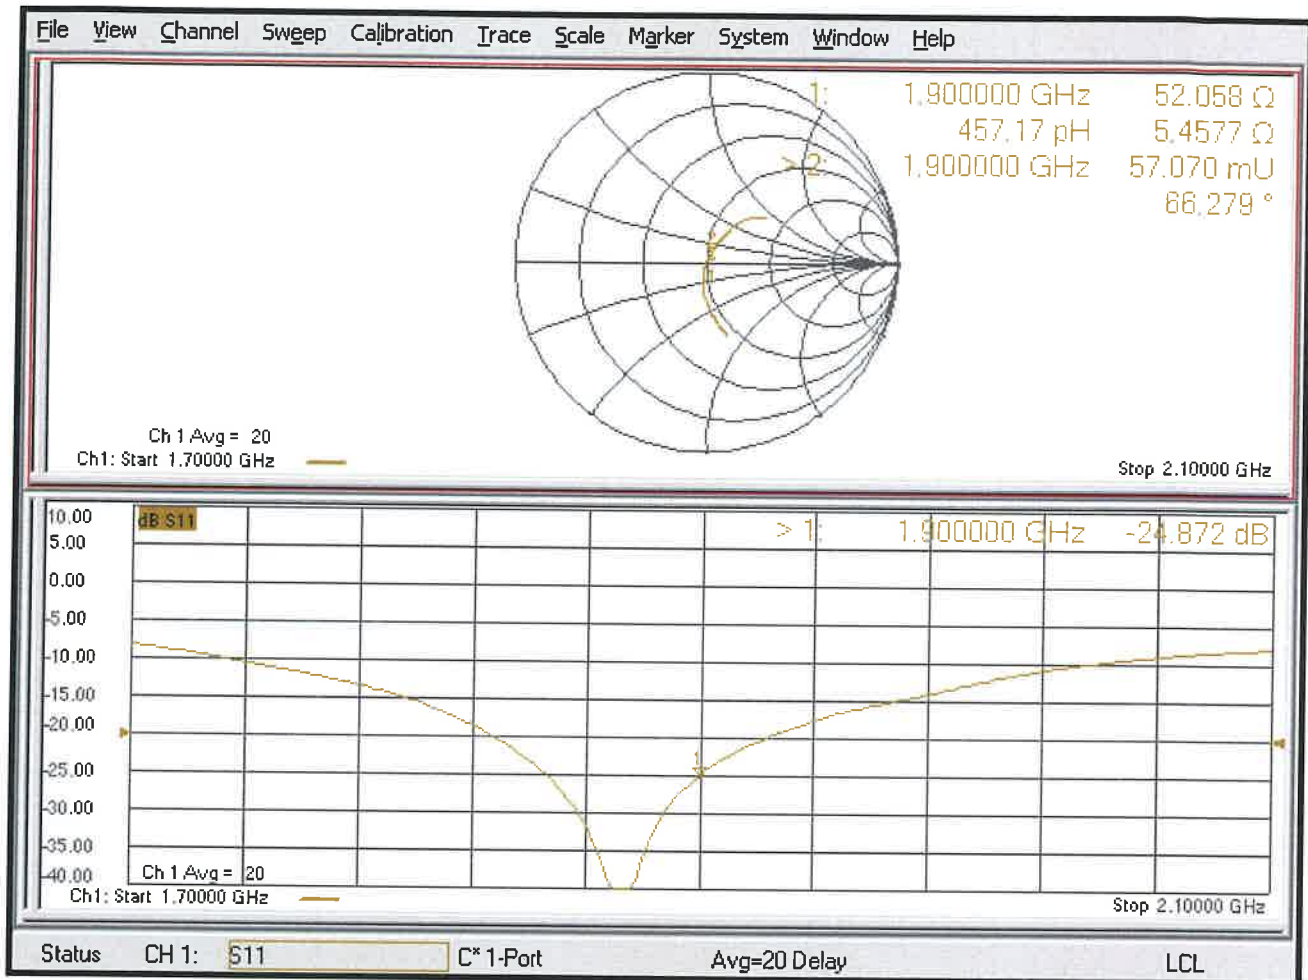 File View Channel Sweep Calibration Trace Scale Marker System Window Help
1: 1.900000 GHz 52.058 Ω
457.17 pH 5.4577 Ω
> 2: 1.900000 GHz 57.070 mU
66.279 °
Ch 1 Avg = 20
Ch1: Start 1.70000 GHz
Stop 2.10000 GHz
10.00
dB S11
> 1: 1.900000 GHz -24.872 dB
5.00
0.00
-5.00
-10.00
-15.00
-20.00
1
-25.00
-30.00
-35.00
-40.00
Ch 1 Avg = 20
Ch1: Start 1.70000 GHz
Stop 2.10000 GHz
Status CH 1: S11 C* 1-Port Avg=20 Delay LCL